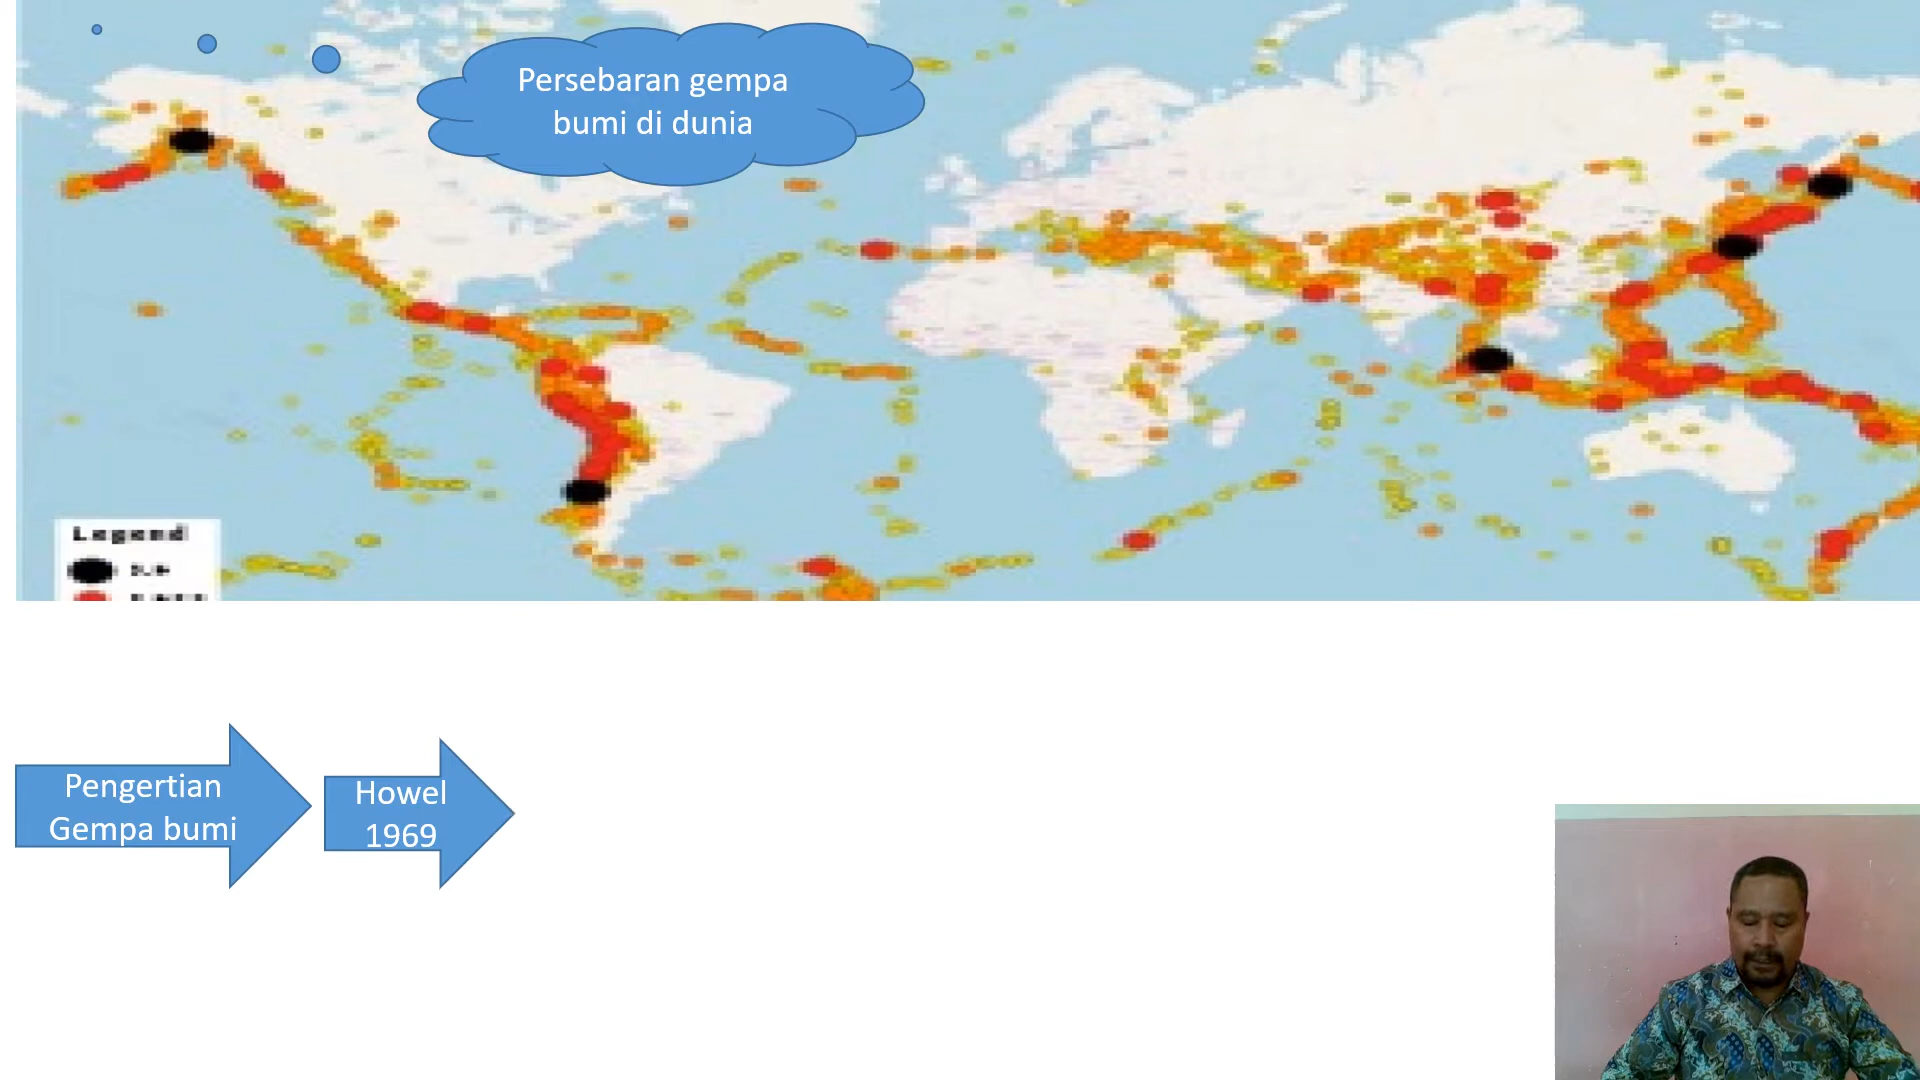 Persebaran gempa
bumi di dunia
Legend
Pengertian
Gempa bumi
Howel
1969